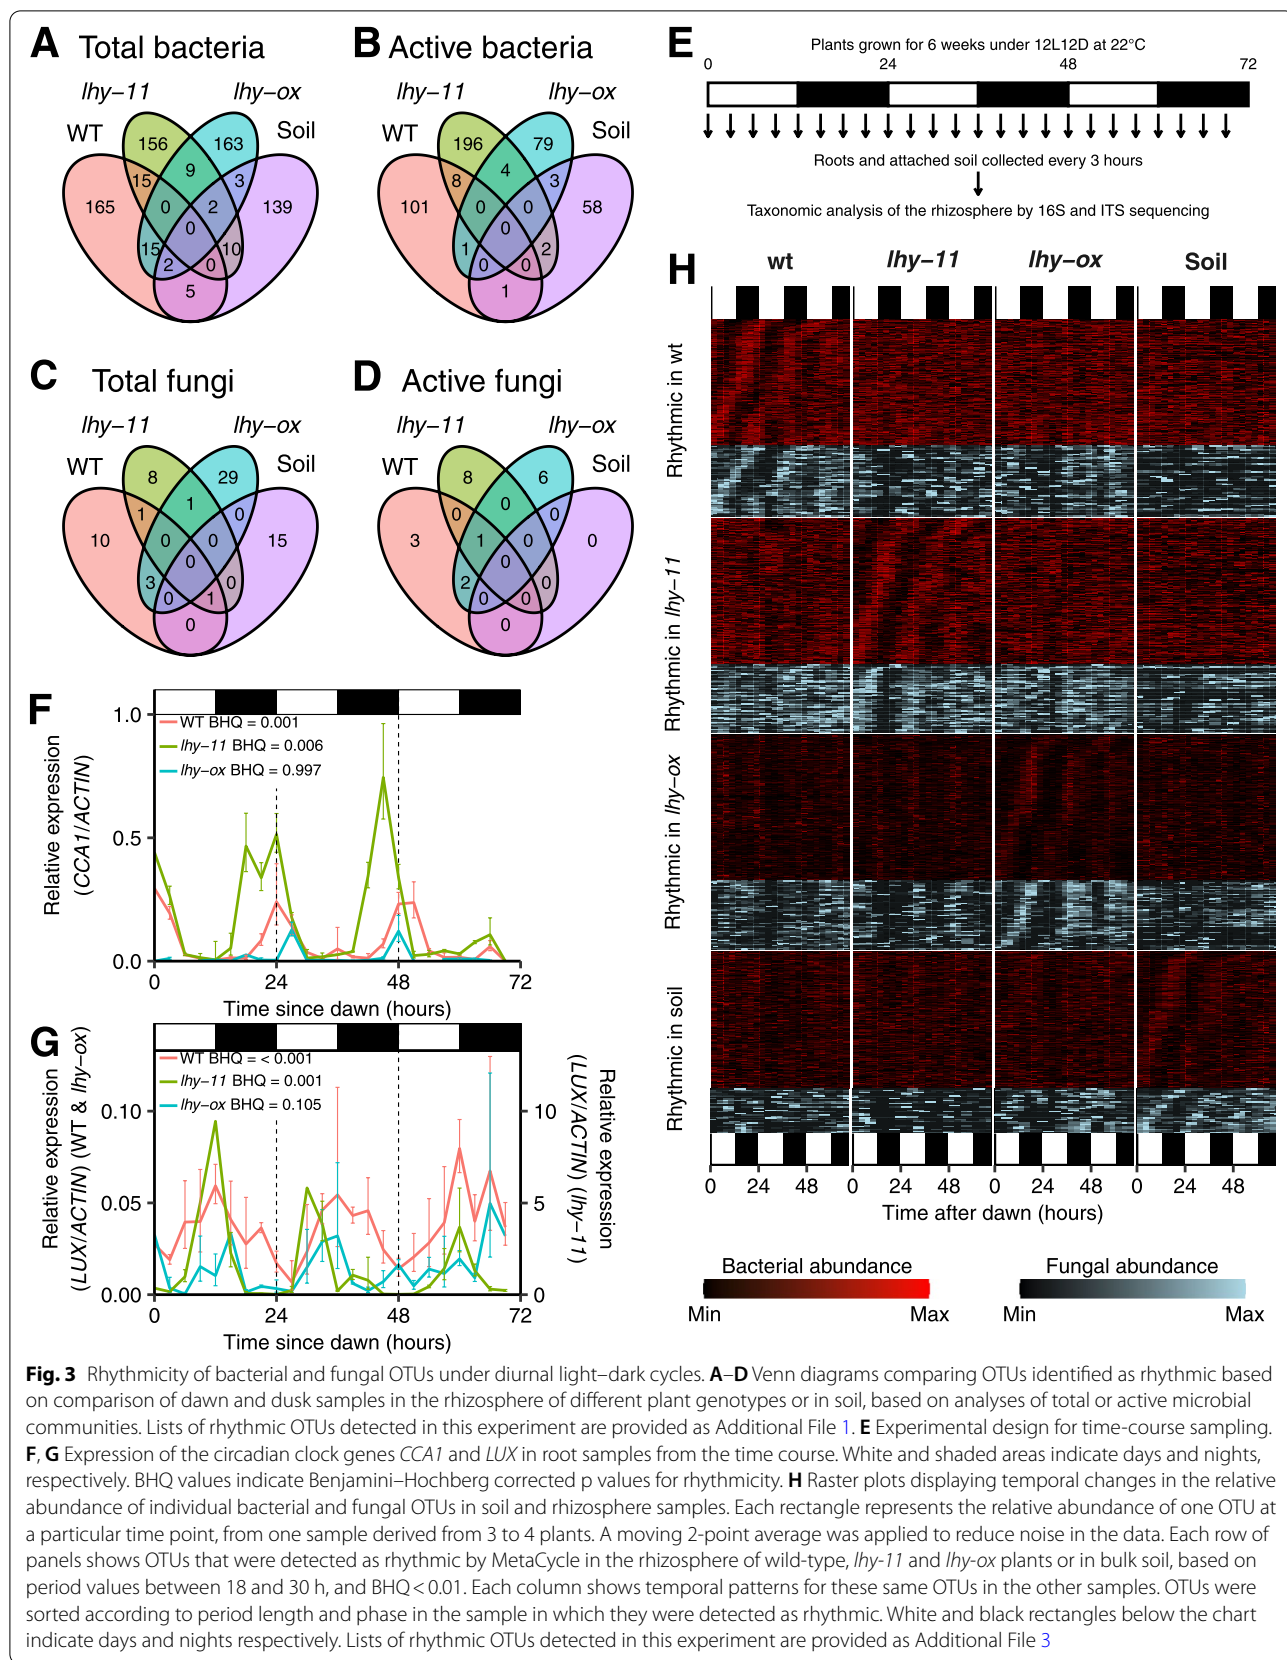 A Total bacteria
lhy–11
lhy–ox
WT
Soil
156
163
15
9
3
165
0
2
139
0
15
10
2
0
5
B Active bacteria
lhy–11
lhy–ox
WT
Soil
196
79
8
4
3
101
0
0
58
0
1
2
0
0
1
C Total fungi
lhy–11
lhy–ox
WT
Soil
8
29
1
1
0
10
0
0
15
0
3
0
0
1
0
D Active fungi
lhy–11
lhy–ox
WT
Soil
8
6
0
0
0
3
1
0
0
0
2
0
0
0
0
E
Plants grown for 6 weeks under 12L12D at 22°C
0 24 48 72
Roots and attached soil collected every 3 hours
Taxonomic analysis of the rhizosphere by 16S and ITS sequencing
F
Relative expression
(CCA1/ACTIN)
1.0
0.5
0.0
WT BHQ = 0.001
lhy–11 BHQ = 0.006
lhy–ox BHQ = 0.997
0 24 48 72
Time since dawn (hours)
G
Relative expression
(LUX/ACTIN) (WT & lhy–ox)
0.10
0.05
0.00
WT BHQ = < 0.001
lhy–11 BHQ = 0.001
lhy–ox BHQ = 0.105
10
5
0
Relative expression
(LUX/ACTIN) (lhy–11)
0 24 48 72
Time since dawn (hours)
H
wt lhy–11 lhy–ox Soil
Rhythmic in wt
Rhythmic in lhy–11
Rhythmic in lhy–ox
Rhythmic in soil
0 24 48 0 24 48 0 24 48 0 24 48
Time after dawn (hours)
Bacterial abundance
Min Max
Fungal abundance
Min Max
Fig. 3 Rhythmicity of bacterial and fungal OTUs under diurnal light–dark cycles. A–D Venn diagrams comparing OTUs identified as rhythmic based
on comparison of dawn and dusk samples in the rhizosphere of different plant genotypes or in soil, based on analyses of total or active microbial
communities. Lists of rhythmic OTUs detected in this experiment are provided as Additional File 1. E Experimental design for time-course sampling.
F, G Expression of the circadian clock genes CCA1 and LUX in root samples from the time course. White and shaded areas indicate days and nights,
respectively. BHQ values indicate Benjamini–Hochberg corrected p values for rhythmicity. H Raster plots displaying temporal changes in the relative
abundance of individual bacterial and fungal OTUs in soil and rhizosphere samples. Each rectangle represents the relative abundance of one OTU at
a particular time point, from one sample derived from 3 to 4 plants. A moving 2-point average was applied to reduce noise in the data. Each row of
panels shows OTUs that were detected as rhythmic by MetaCycle in the rhizosphere of wild-type, lhy-11 and lhy-ox plants or in bulk soil, based on
period values between 18 and 30 h, and BHQ < 0.01. Each column shows temporal patterns for these same OTUs in the other samples. OTUs were
sorted according to period length and phase in the sample in which they were detected as rhythmic. White and black rectangles below the chart
indicate days and nights respectively. Lists of rhythmic OTUs detected in this experiment are provided as Additional File 3